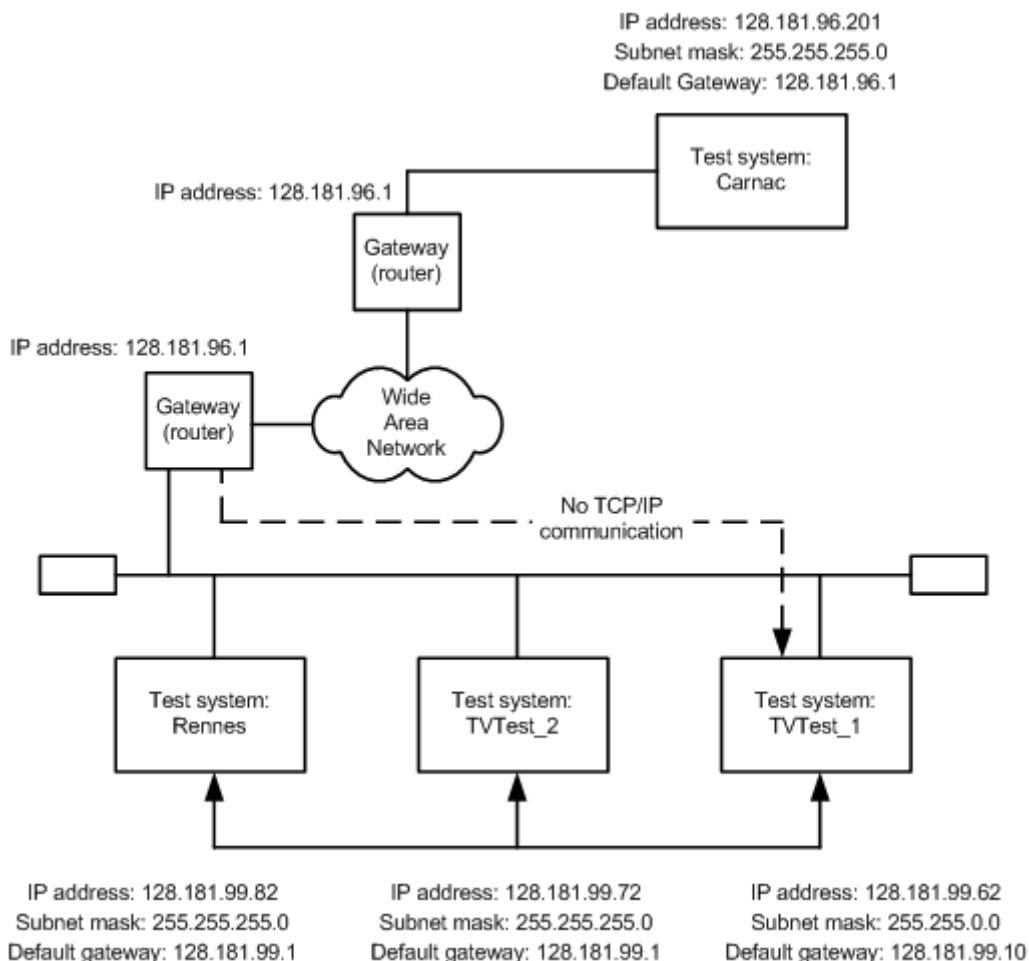 IP address: 128.181.96.201
Subnet mask: 255.255.255.0
Default Gateway: 128.181.96.1
Test system:
Carnac
IP address: 128.181.96.1
Gateway
(router)
IP address: 128.181.96.1
Gateway
(router)
Wide
Area
Network
No TCP/IP
communication
Test system:
Rennes
Test system:
TVTest_2
Test system:
TVTest_1
IP address: 128.181.99.82
Subnet mask: 255.255.255.0
Default gateway: 128.181.99.1
IP address: 128.181.99.72
Subnet mask: 255.255.255.0
Default gateway: 128.181.99.1
IP address: 128.181.99.62
Subnet mask: 255.255.0.0
Default gateway: 128.181.99.10